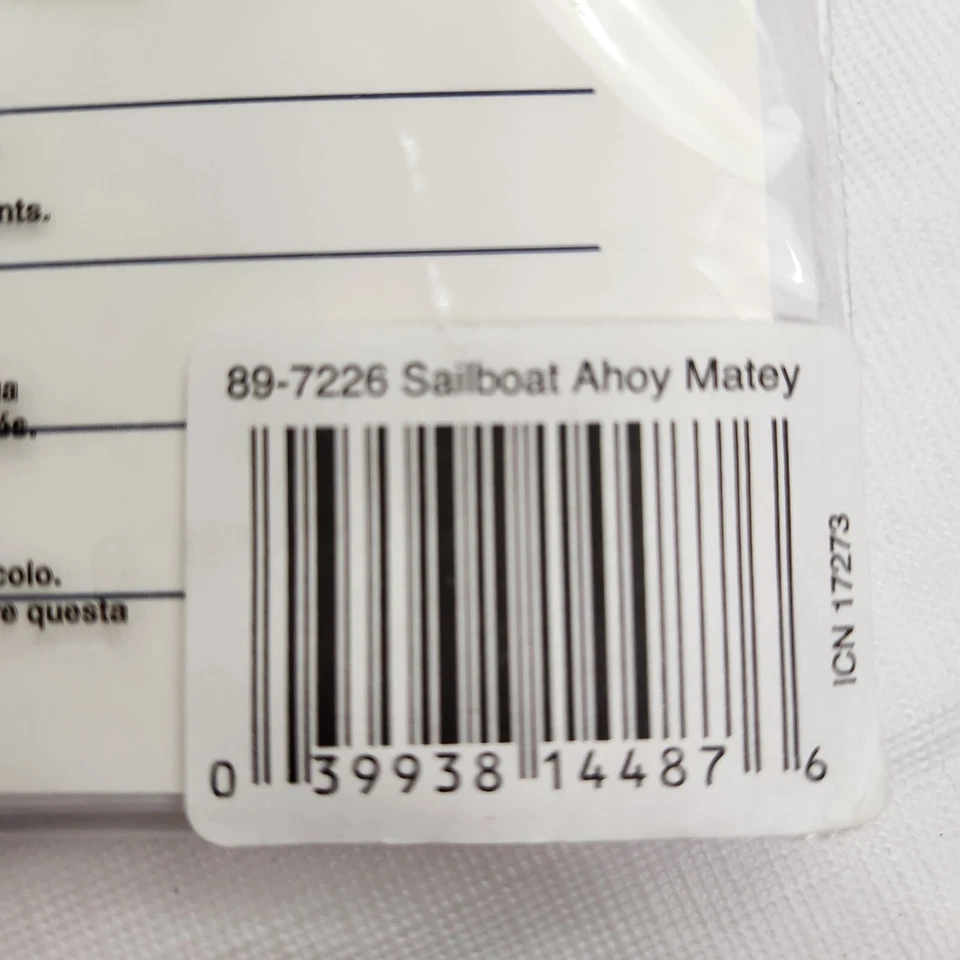 nts.
colo.
e questa
89-7226 Sailboat Ahoy Matey
ICN 17273
0 39938 14487 6